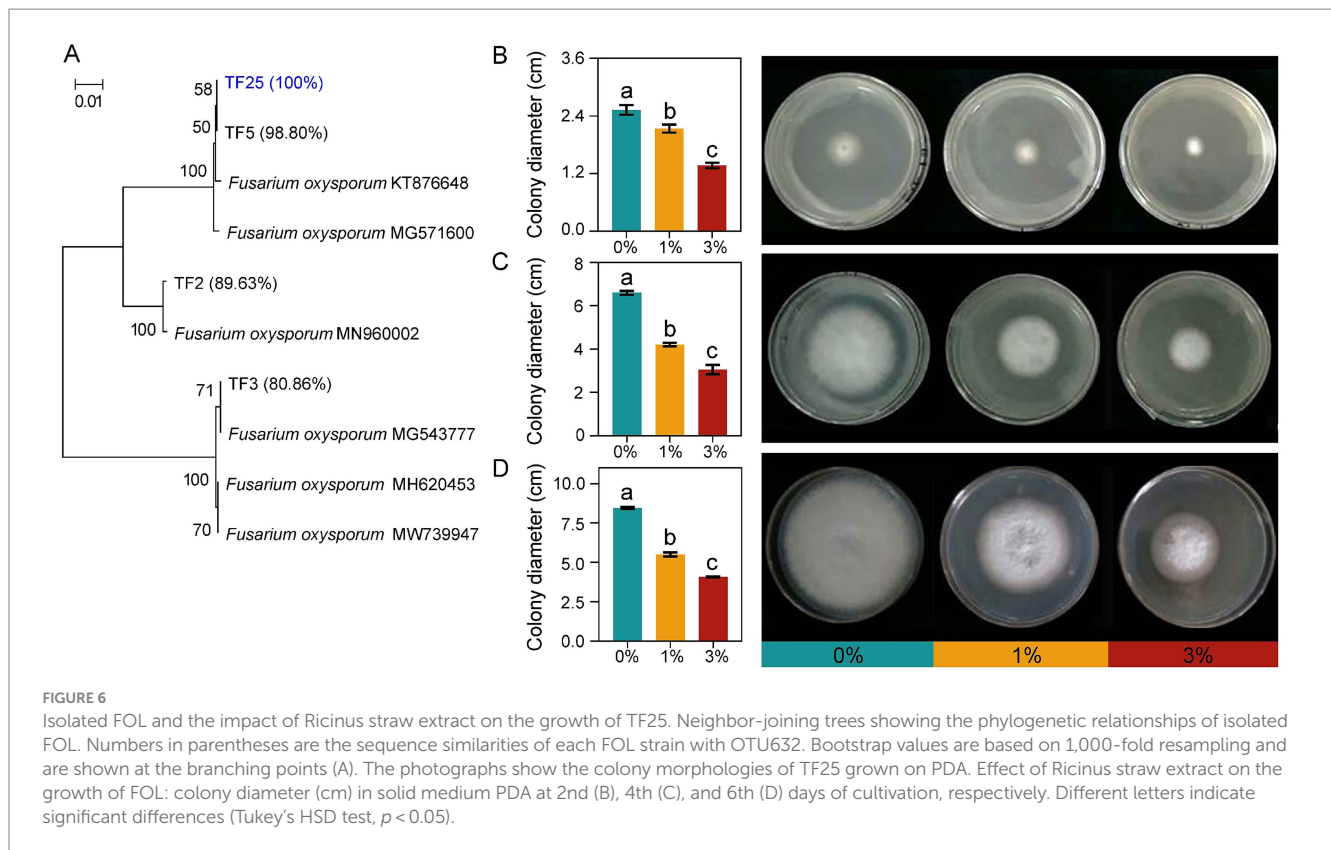 A
0.01
58
TF25 (100%)
50
TF5 (98.80%)
100
Fusarium oxysporum KT876648
Fusarium oxysporum MG571600
TF2 (89.63%)
100
Fusarium oxysporum MN960002
71
TF3 (80.86%)
Fusarium oxysporum MG543777
100
Fusarium oxysporum MH620453
70
Fusarium oxysporum MW739947
B
Colony diameter (cm)
3.6
2.4
1.2
0.0
a
b
c
0% 1% 3%
C
Colony diameter (cm)
8
6
4
2
0
a
b
c
0% 1% 3%
D
Colony diameter (cm)
10.0
7.5
5.0
2.5
0.0
a
b
c
0% 1% 3%
0% 1% 3%
FIGURE 6
Isolated FOL and the impact of Ricinus straw extract on the growth of TF25. Neighbor-joining trees showing the phylogenetic relationships of isolated
FOL. Numbers in parentheses are the sequence similarities of each FOL strain with OTU632. Bootstrap values are based on 1,000-fold resampling and
are shown at the branching points (A). The photographs show the colony morphologies of TF25 grown on PDA. Effect of Ricinus straw extract on the
growth of FOL: colony diameter (cm) in solid medium PDA at 2nd (B), 4th (C), and 6th (D) days of cultivation, respectively. Different letters indicate
significant differences (Tukey's HSD test, p < 0.05).